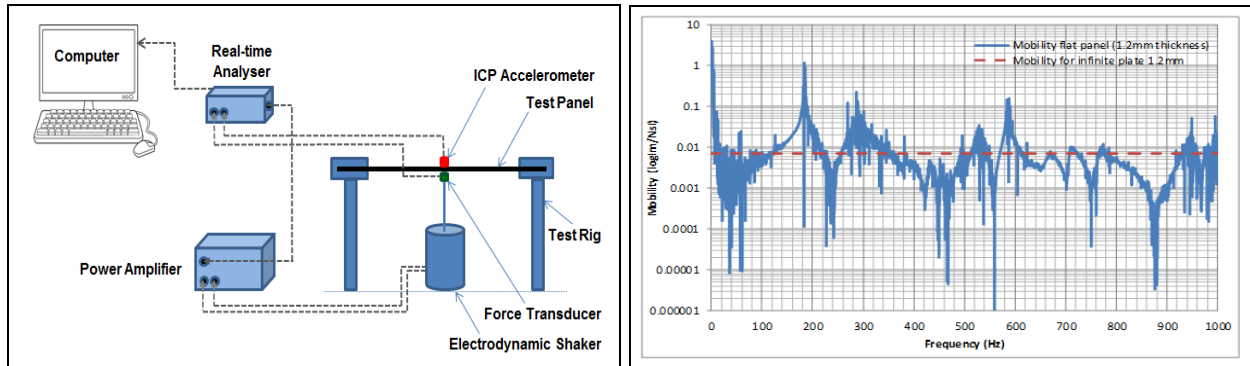 Computer
Real-time
Analyser
ICP Accelerometer
Test Panel
Test Rig
Power Amplifier
Force Transducer
Electrodynamic Shaker
Mobility flat panel (1.2mm thickness)
Mobility for infinite plate 1.2mm
Mobility (logIm/NsI)
10
1
0.1
0.01
0.001
0.0001
0.00001
0.000001
0 100 200 300 400 500 600 700 800 900 1000
Frequency (Hz)